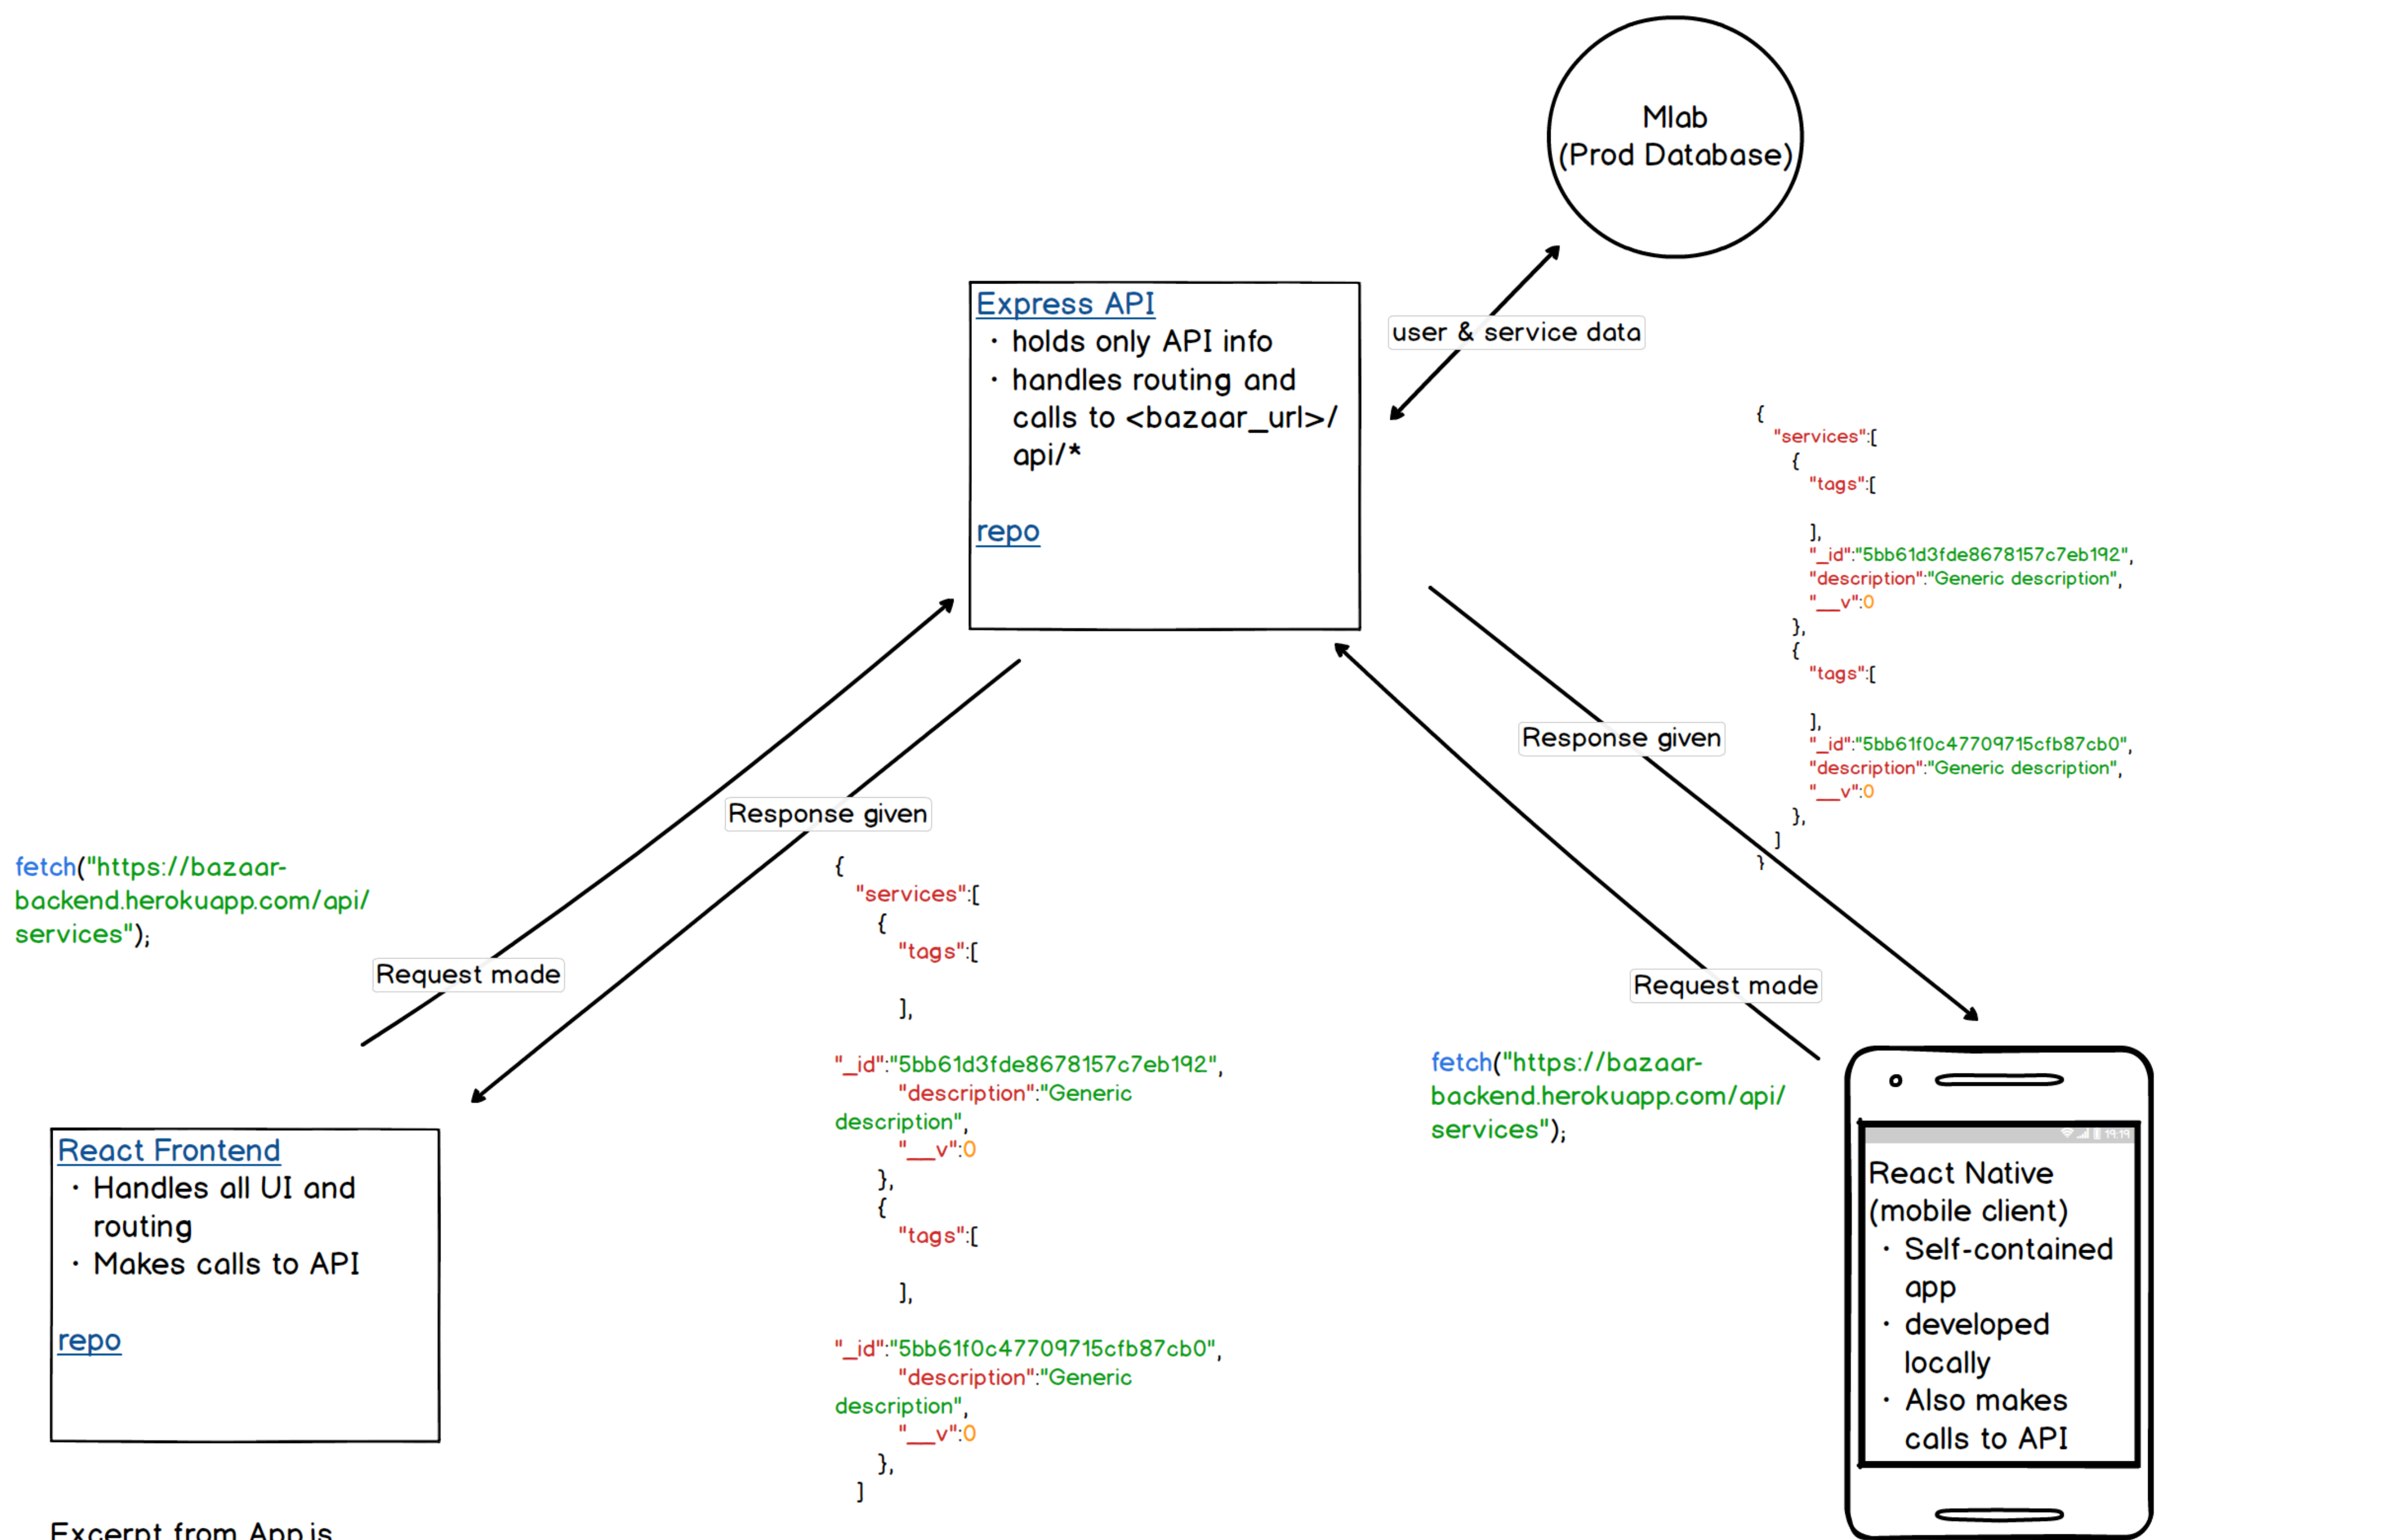 Mlab
(Prod Database)
user & service data
Express API
· holds only API info
· handles routing and
calls to <bazaar_url>/
api/*
repo
{
"services":[
{
"tags":[
],
"_id":"5bb61d3fde8678157c7eb192",
"description":"Generic description",
"__v":0
},
{
"tags":[
],
"_id":"5bb61f0c47709715cfb87cb0",
"description":"Generic description",
"__v":0
},
]
}
Response given
Request made
fetch("https://bazaar-
backend.herokuapp.com/api/
services");
Response given
Request made
{
"services":[
{
"tags":[
],
"_id":"5bb61d3fde8678157c7eb192",
"description":"Generic
description",
"__v":0
},
{
"tags":[
],
"_id":"5bb61f0c47709715cfb87cb0",
"description":"Generic
description",
"__v":0
},
]
fetch("https://bazaar-
backend.herokuapp.com/api/
services");
React Frontend
· Handles all UI and
routing
· Makes calls to API
repo
19:19
React Native
(mobile client)
· Self-contained
app
· developed
locally
· Also makes
calls to API
Excerpt from App.js